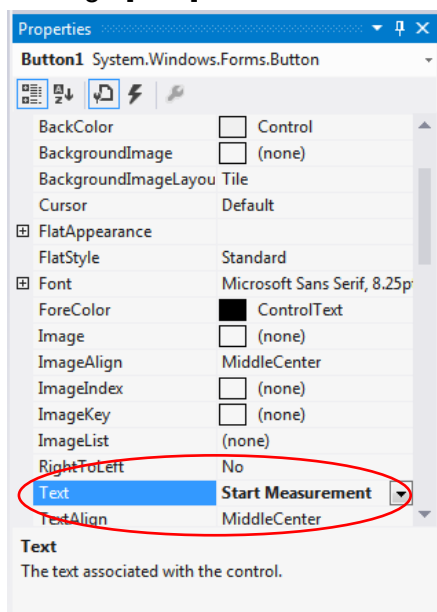 Properties
Button1 System.Windows.Forms.Button
BackColor Control
BackgroundImage (none)
BackgroundImageLayou Tile
Cursor Default
FlatAppearance
FlatStyle Standard
Font Microsoft Sans Serif, 8.25p
ForeColor ControlText
Image (none)
ImageAlign MiddleCenter
ImageIndex (none)
ImageKey (none)
ImageList (none)
RightToLeft No
Text Start Measurement
TextAlign MiddleCenter
Text
The text associated with the control.